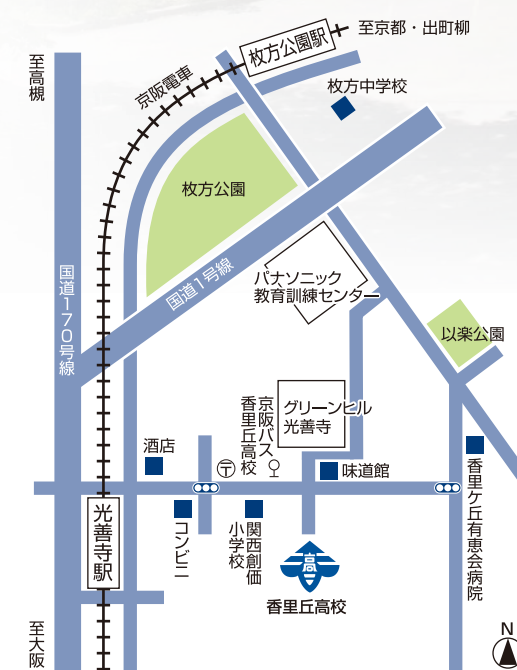 至京都・出町柳
枚方公園駅
至高槻
京阪電車
枚方中学校
枚方公園
国道1号線
国道170号線
パナソニック
教育訓練センター
以楽公園
京阪バス
香里丘高校
グリーンヒル
光善寺
酒店
〒
味道館
香里ケ丘有恵会病院
光善寺駅
コンビニ
関西創価
小学校
高
香里丘高校
至大阪
N